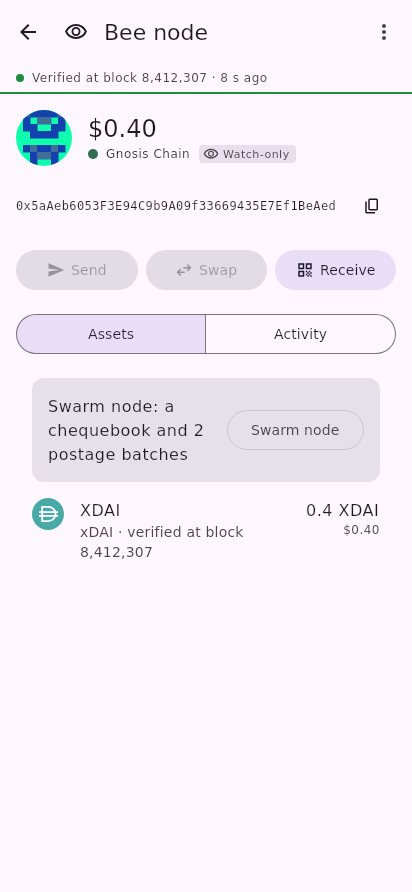 Bee node
Verified at block 8,412,307 · 8 s ago
$0.40
Gnosis Chain
Watch-only
0x5aAeb6053F3E94C9b9A09f33669435E7Ef1BeAed
Send
Swap
Receive
Assets
Activity
Swarm node: a
chequebook and 2
postage batches
Swarm node
XDAI
0.4 XDAI
xDAI · verified at block
8,412,307
$0.40